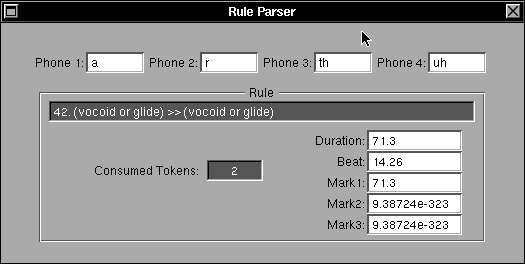 Rule Parser
Phone 1: a Phone 2: r Phone 3: th Phone 4: uh
Rule
42. (vocoid or glide) >> (vocoid or glide)
Duration: 71.3
Consumed Tokens: 2
Beat: 14.26
Mark1: 71.3
Mark2: 9.38724e-323
Mark3: 9.38724e-323